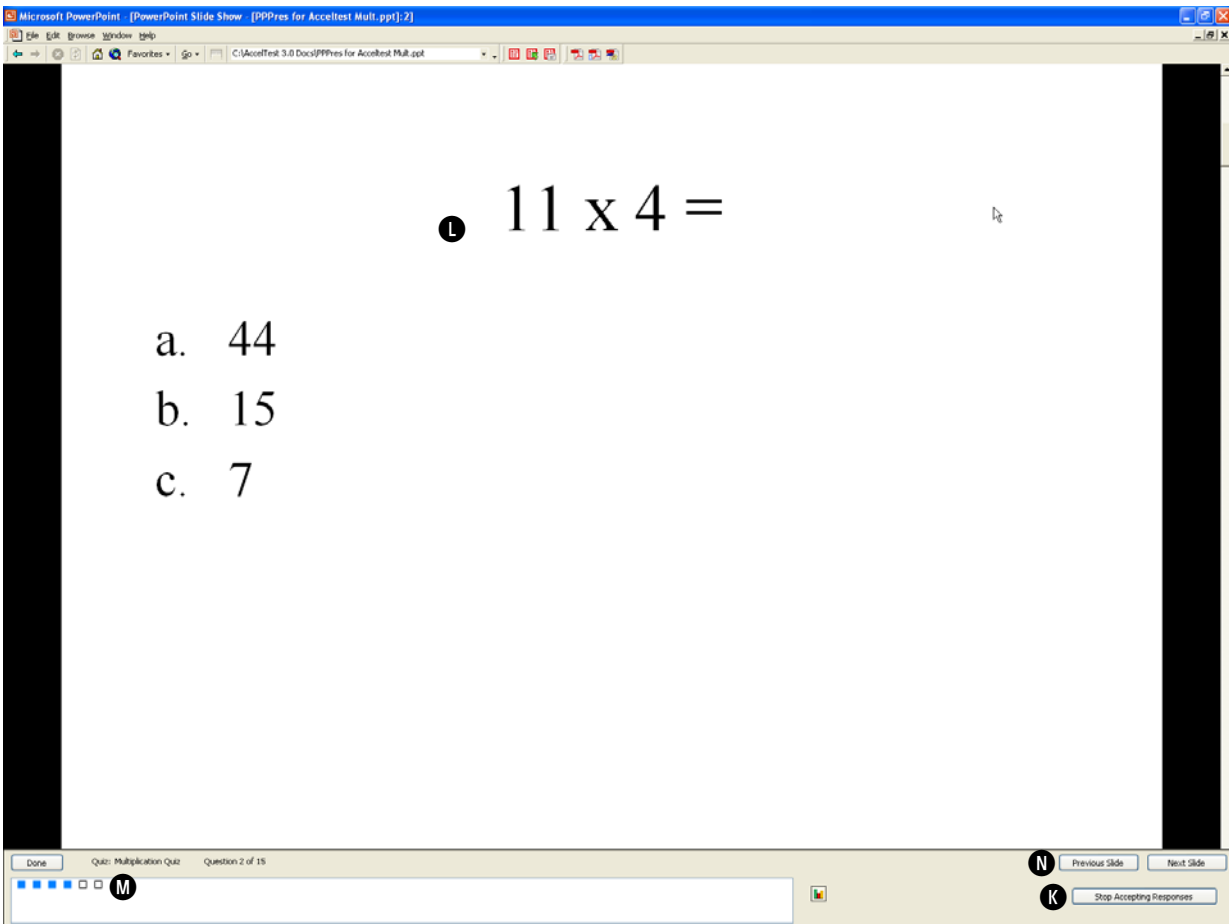 Microsoft PowerPoint - [PowerPoint Slide Show - [PPPres for Acceltest Mult.ppt]:2]
File Edit Browse Window Help
Favorites Go C:\AccelTest 3.0 Docs\PPPres for Acceltest Mult.ppt
L 11 x 4 =
a. 44
b. 15
c. 7
Done Quiz: Multiplication Quiz Question 2 of 15 N Previous Slide Next Slide
M
K Stop Accepting Responses